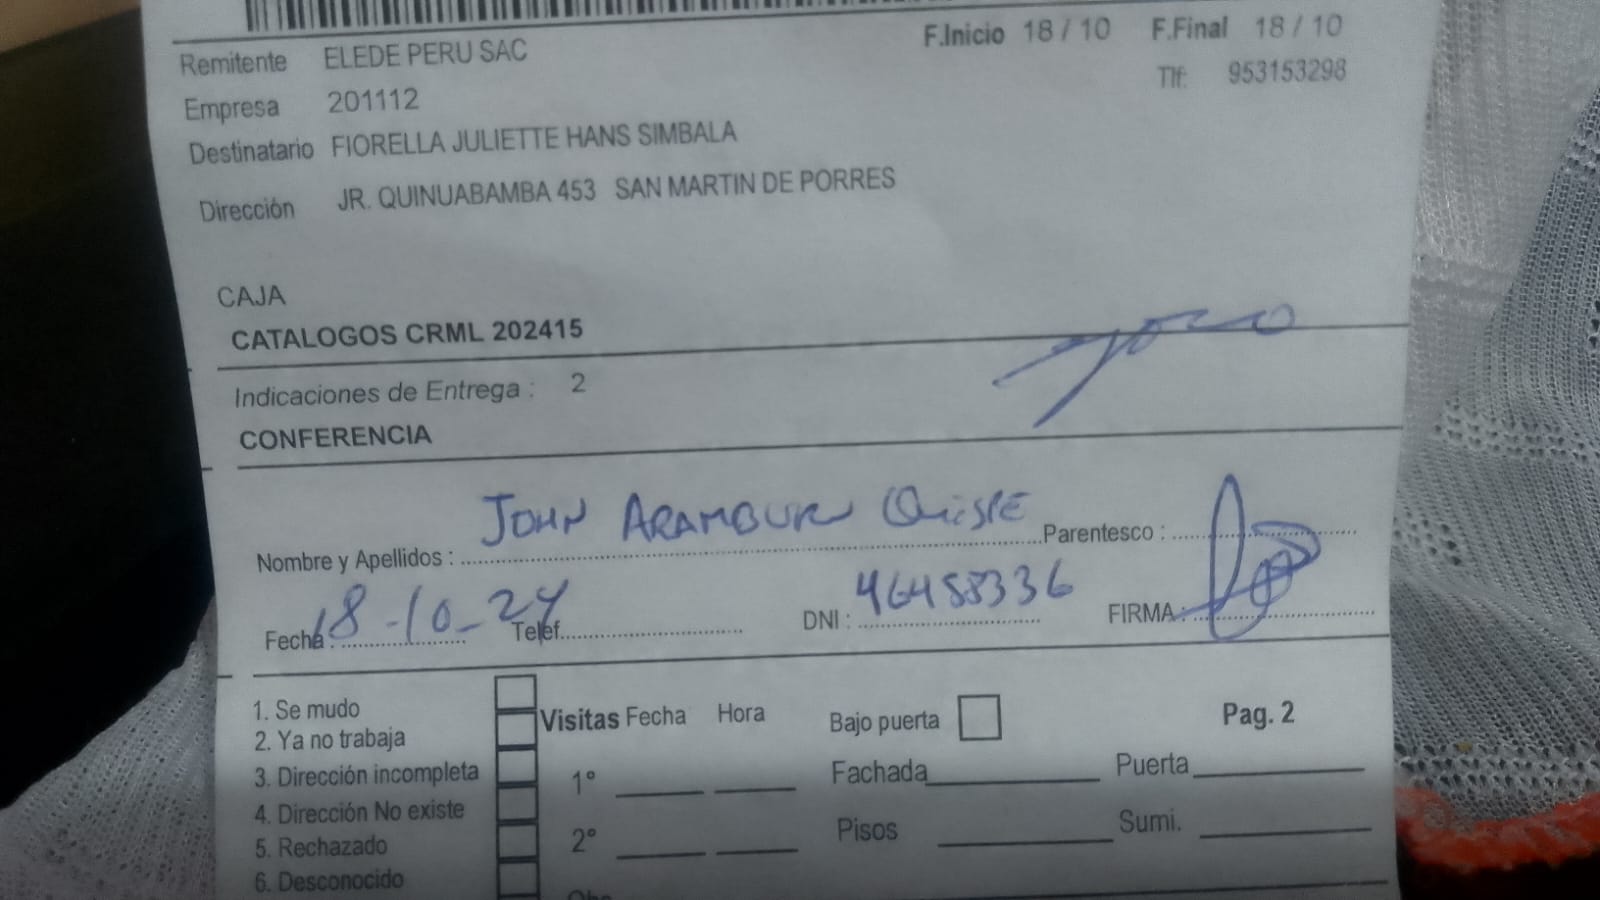 Remitente ELEDE PERU SAC F.Inicio 18 / 10 F.Final 18 / 10
Empresa 201112 Tlf: 953153298
Destinatario FIORELLA JULIETTE HANS SIMBALA
Dirección JR. QUINUABAMBA 453 SAN MARTIN DE PORRES
CAJA
CATALOGOS CRML 202415
Indicaciones de Entrega : 2
CONFERENCIA
Nombre y Apellidos : JOHN ARAMBURU QUISPE Parentesco :
Fecha : 18-10-24 Telef. DNI : 46488336 FIRMA :
1. Se mudo
2. Ya no trabaja
3. Dirección incompleta
4. Dirección No existe
5. Rechazado
6. Desconocido
Visitas Fecha Hora
1°
2°
Bajo puerta Pag. 2
Fachada Puerta
Pisos Sumi.